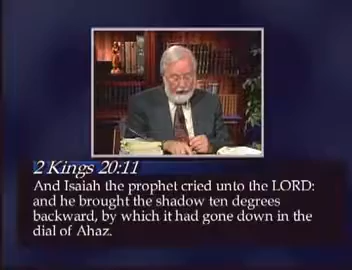 2 Kings 20:11
And Isaiah the prophet cried unto the LORD:
and he brought the shadow ten degrees
backward, by which it had gone down in the
dial of Ahaz.